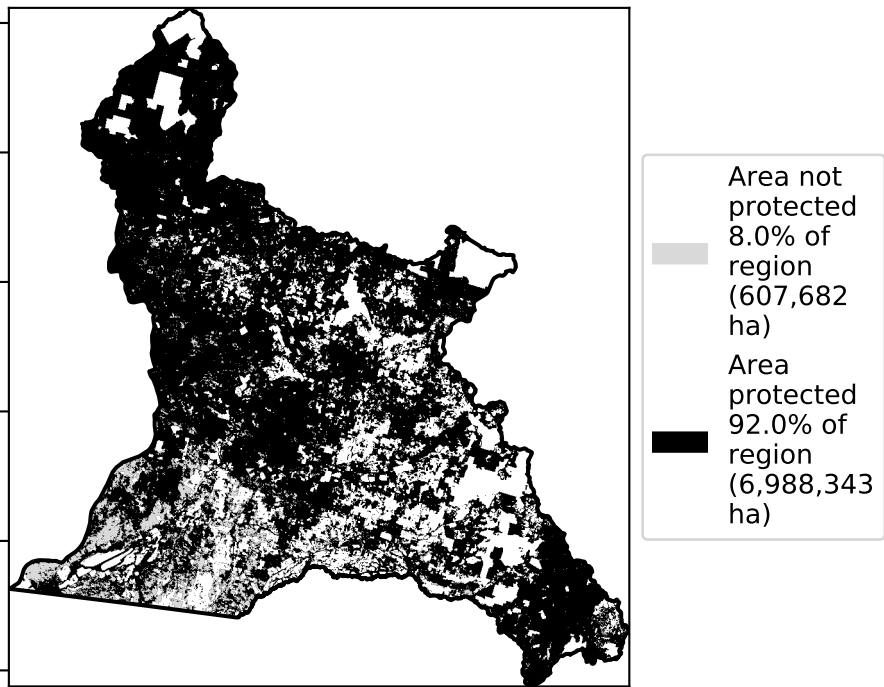 Area not
protected
8.0% of
region
(607,682
ha)
Area
protected
92.0% of
region
(6,988,343
ha)